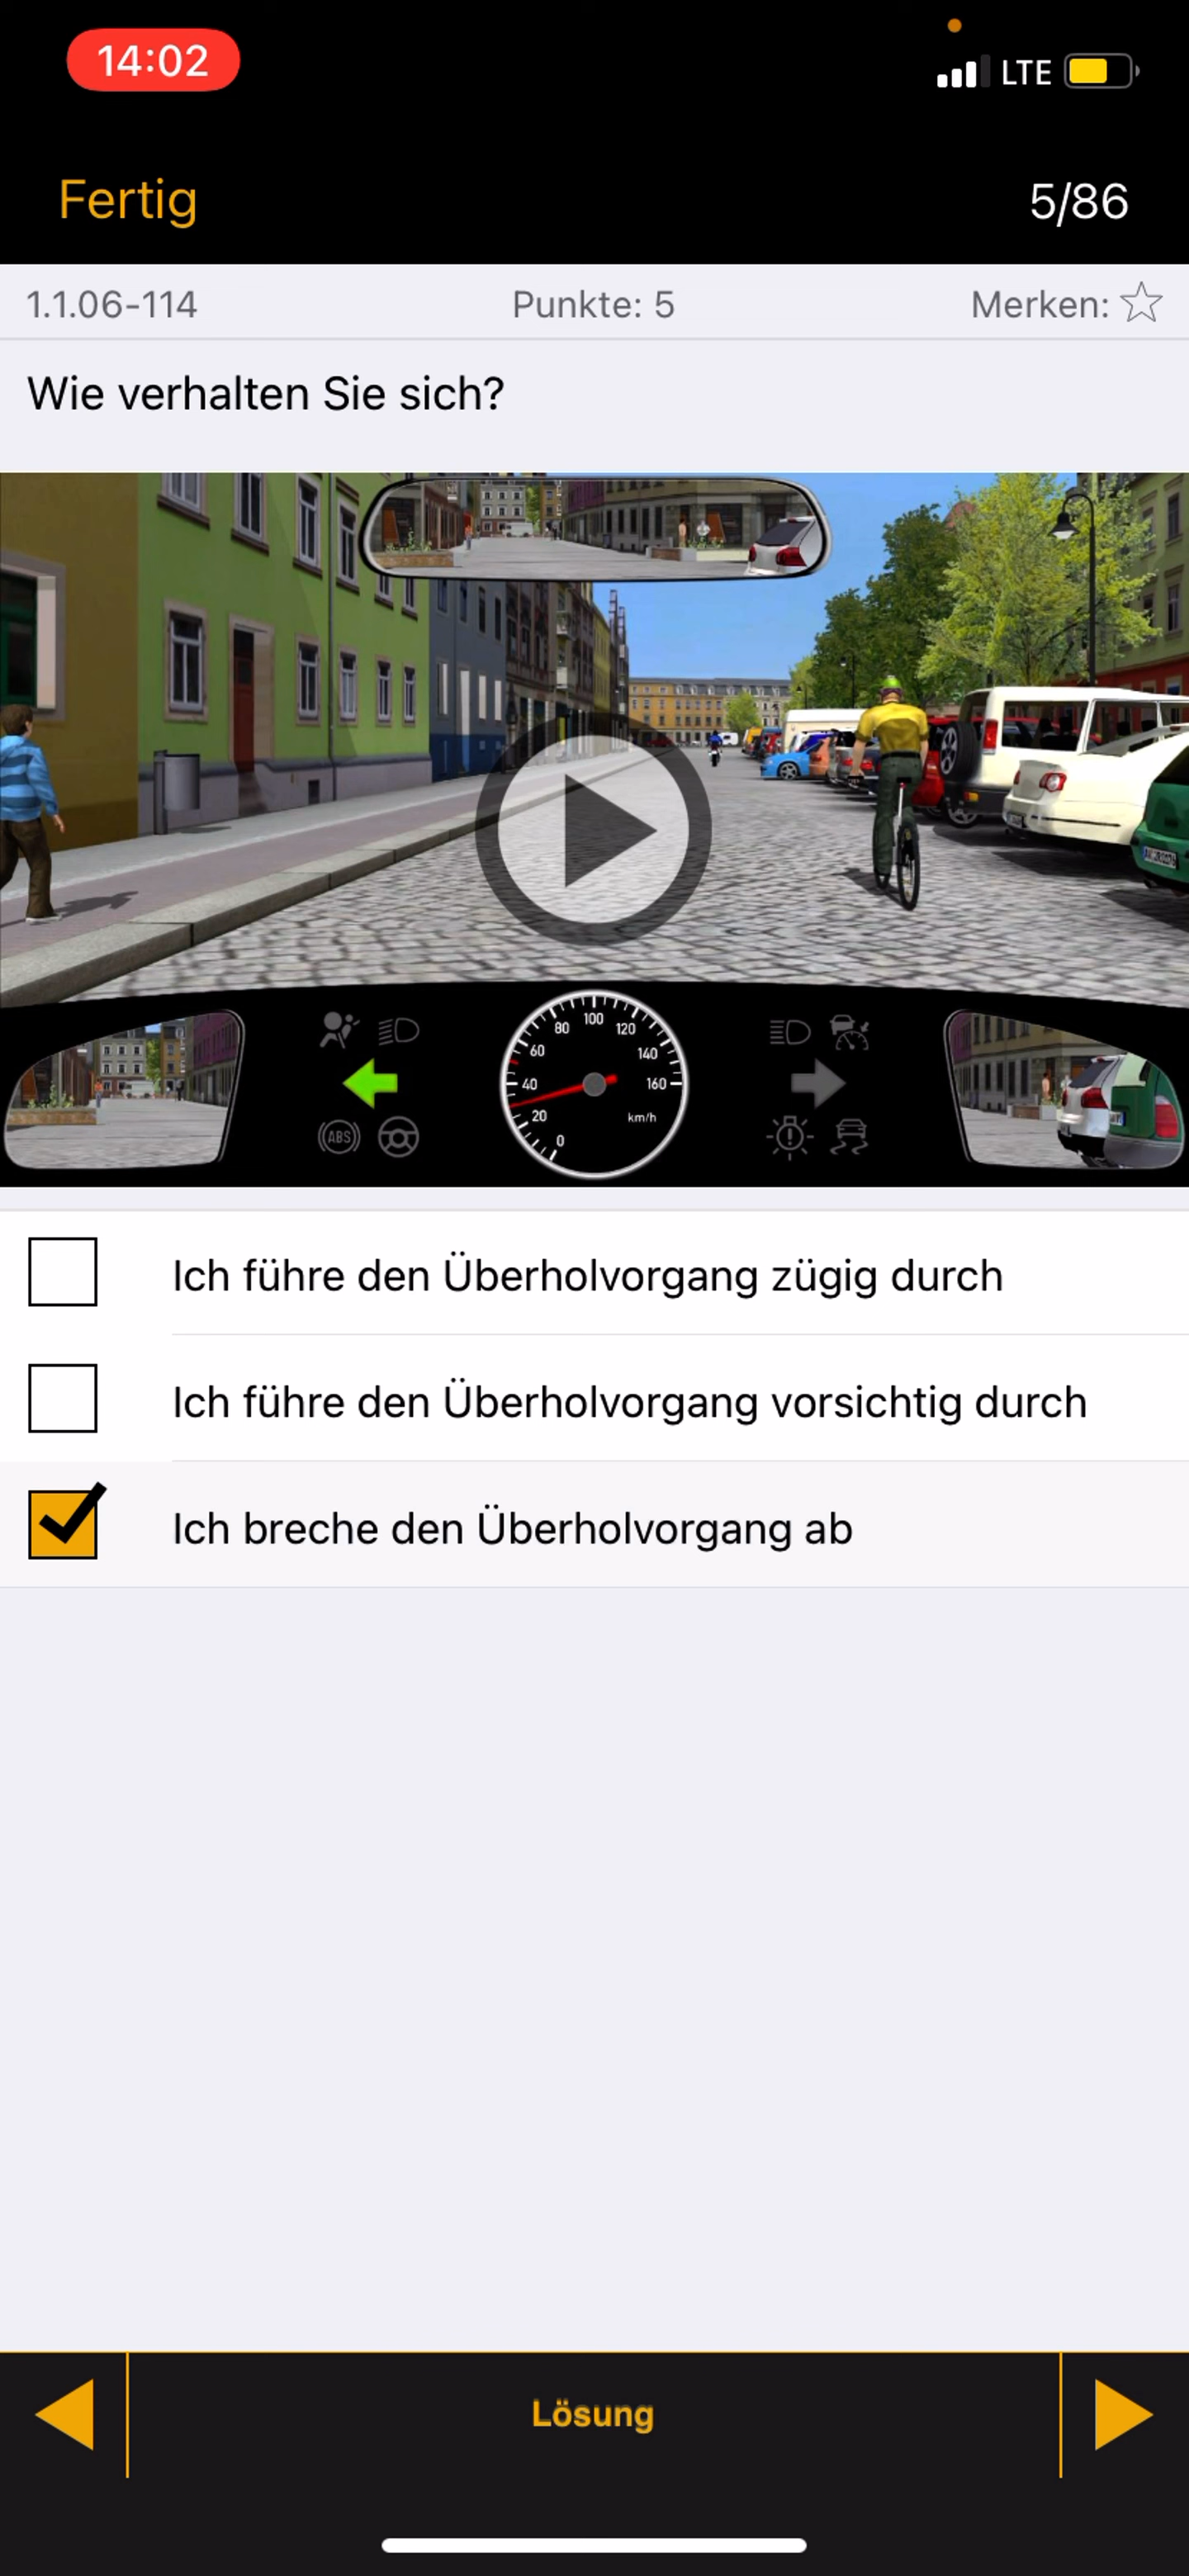 14:02
LTE
Fertig
5/86
1.1.06-114
Punkte: 5
Merken:
Wie verhalten Sie sich?
0
20
40
60
80
100
120
140
160
km/h
ABS
Ich führe den Überholvorgang zügig durch
Ich führe den Überholvorgang vorsichtig durch
Ich breche den Überholvorgang ab
Lösung